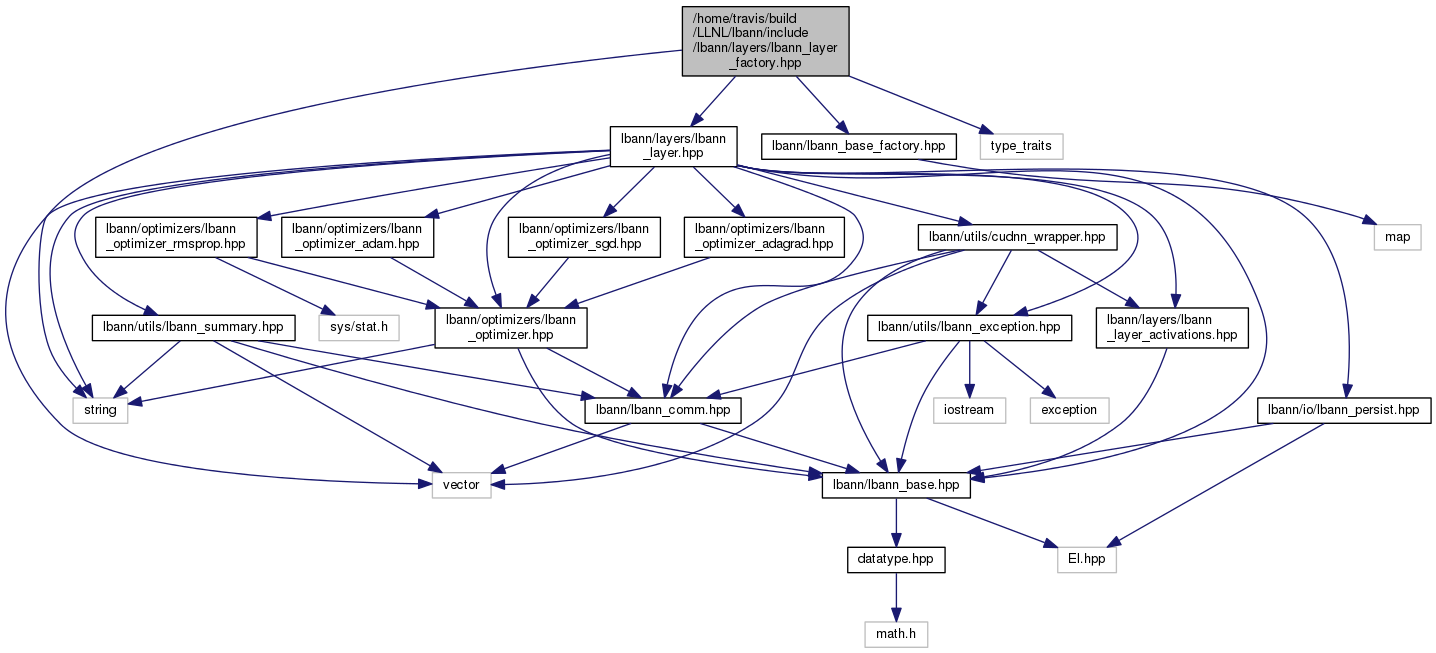 /home/travis/build
/LLNL/lbann/include
/lbann/layers/lbann_layer
_factory.hpp
lbann/layers/lbann
_layer.hpp
lbann/lbann_base_factory.hpp
type_traits
lbann/optimizers/lbann
_optimizer_rmsprop.hpp
lbann/optimizers/lbann
_optimizer_adam.hpp
lbann/optimizers/lbann
_optimizer_sgd.hpp
lbann/optimizers/lbann
_optimizer_adagrad.hpp
lbann/utils/cudnn_wrapper.hpp
map
lbann/utils/lbann_summary.hpp
sys/stat.h
lbann/optimizers/lbann
_optimizer.hpp
lbann/utils/lbann_exception.hpp
lbann/layers/lbann
_layer_activations.hpp
string
lbann/lbann_comm.hpp
iostream
exception
lbann/io/lbann_persist.hpp
vector
lbann/lbann_base.hpp
datatype.hpp
El.hpp
math.h